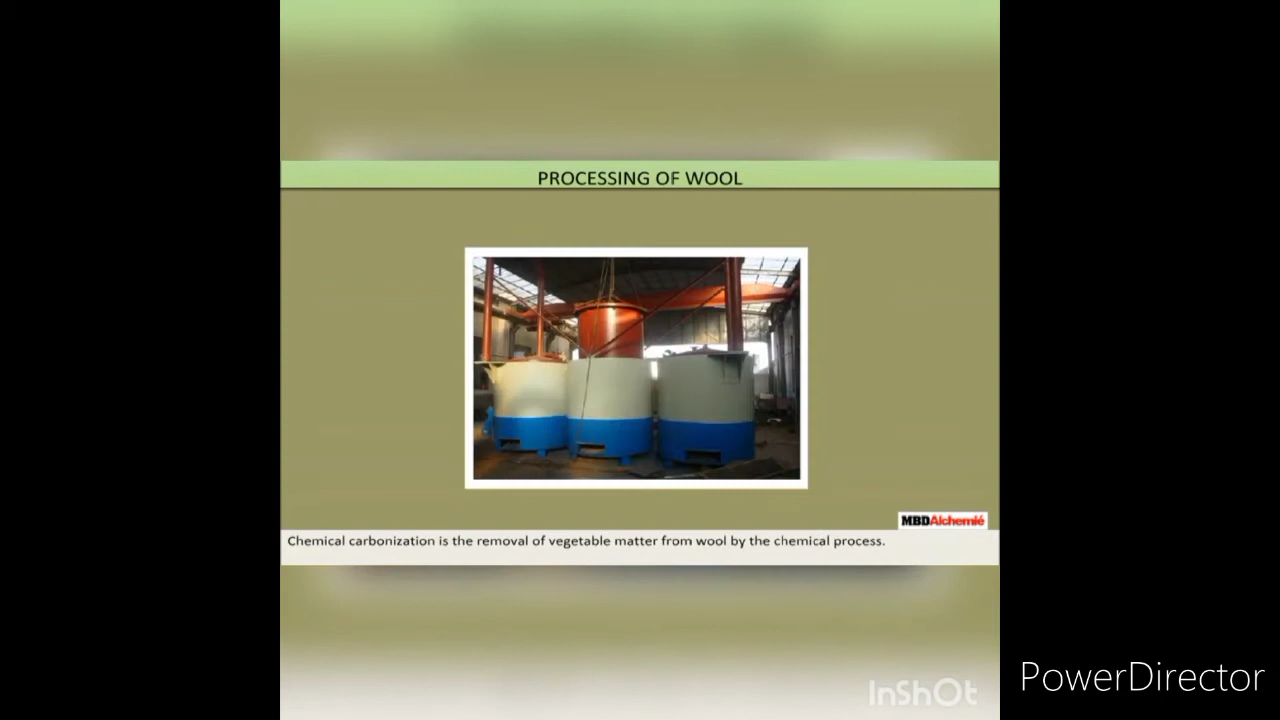 PROCESSING OF WOOL
MBDAlchemié
Chemical carbonization is the removal of vegetable matter from wool by the chemical process.
InShOt
PowerDirector